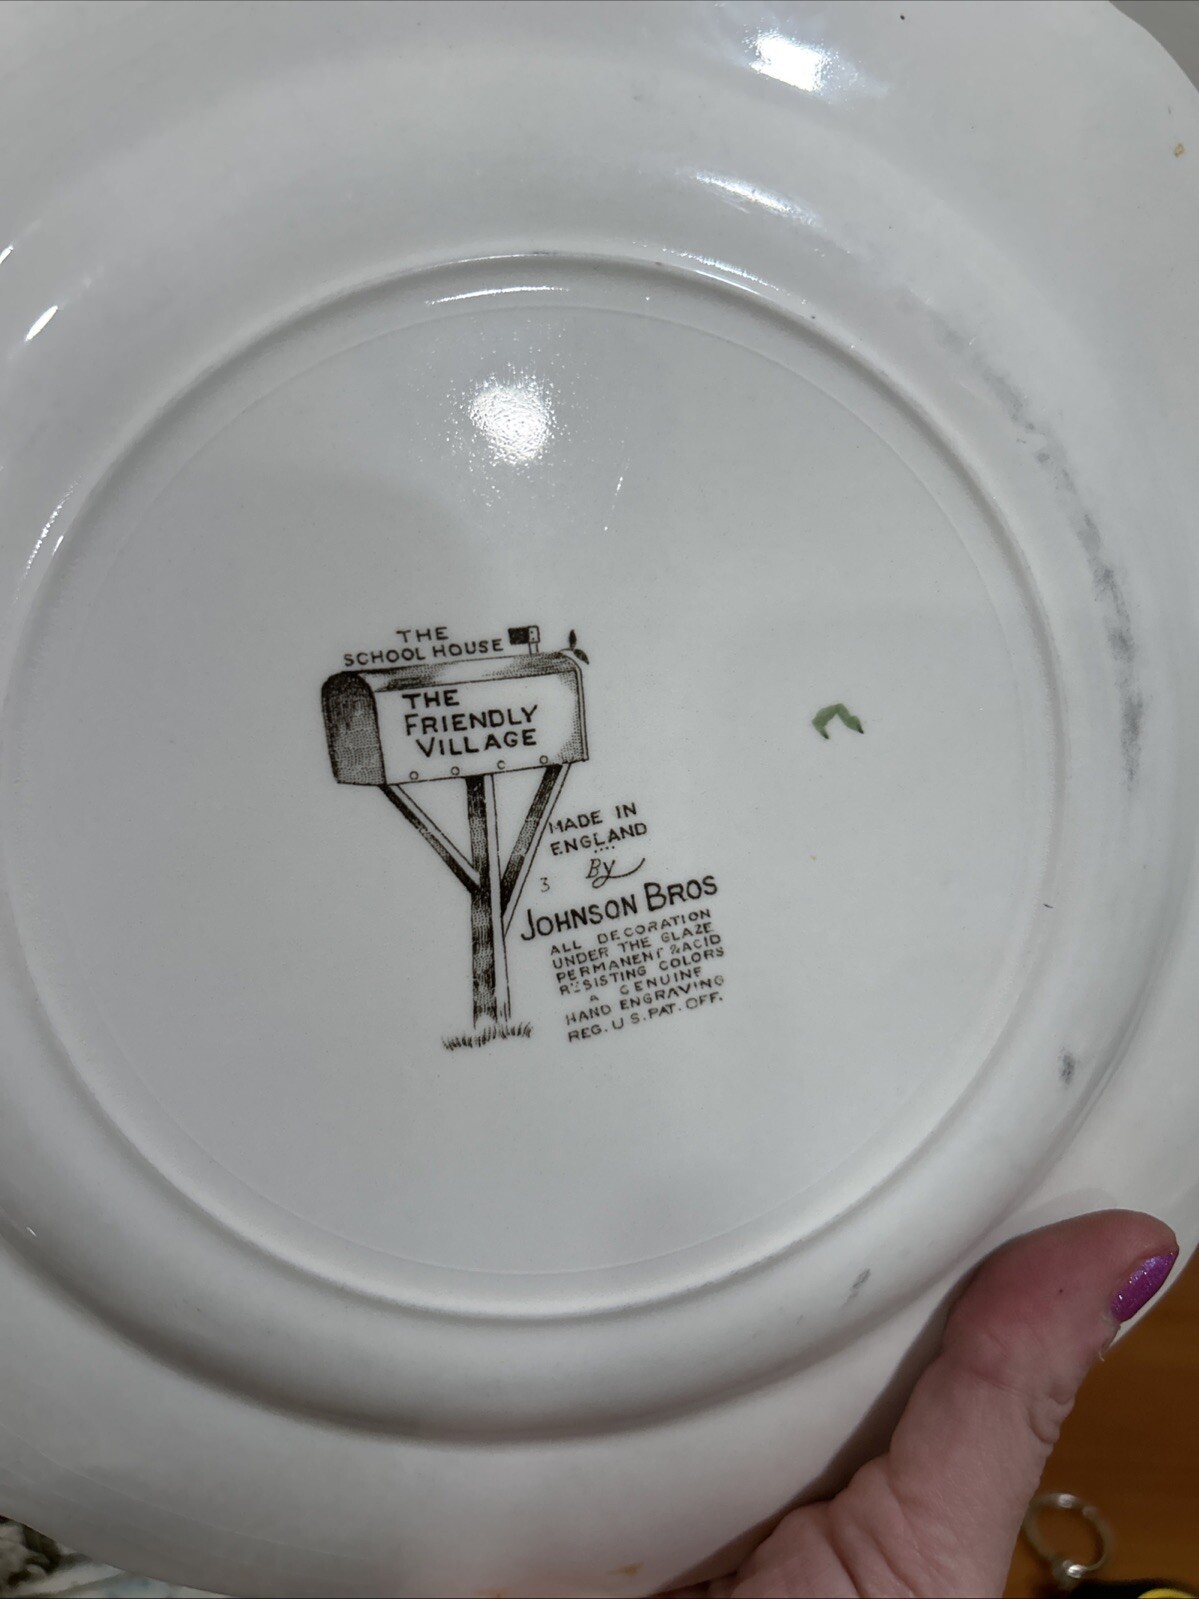 THE
SCHOOL HOUSE
THE
FRIENDLY
VILLAGE
MADE IN
ENGLAND
By
3
JOHNSON BROS
ALL DECORATION
UNDER THE GLAZE
PERMANENT & ACID
RESISTING COLORS
A GENUINE
HAND ENGRAVING
REG. U.S. PAT. OFF.